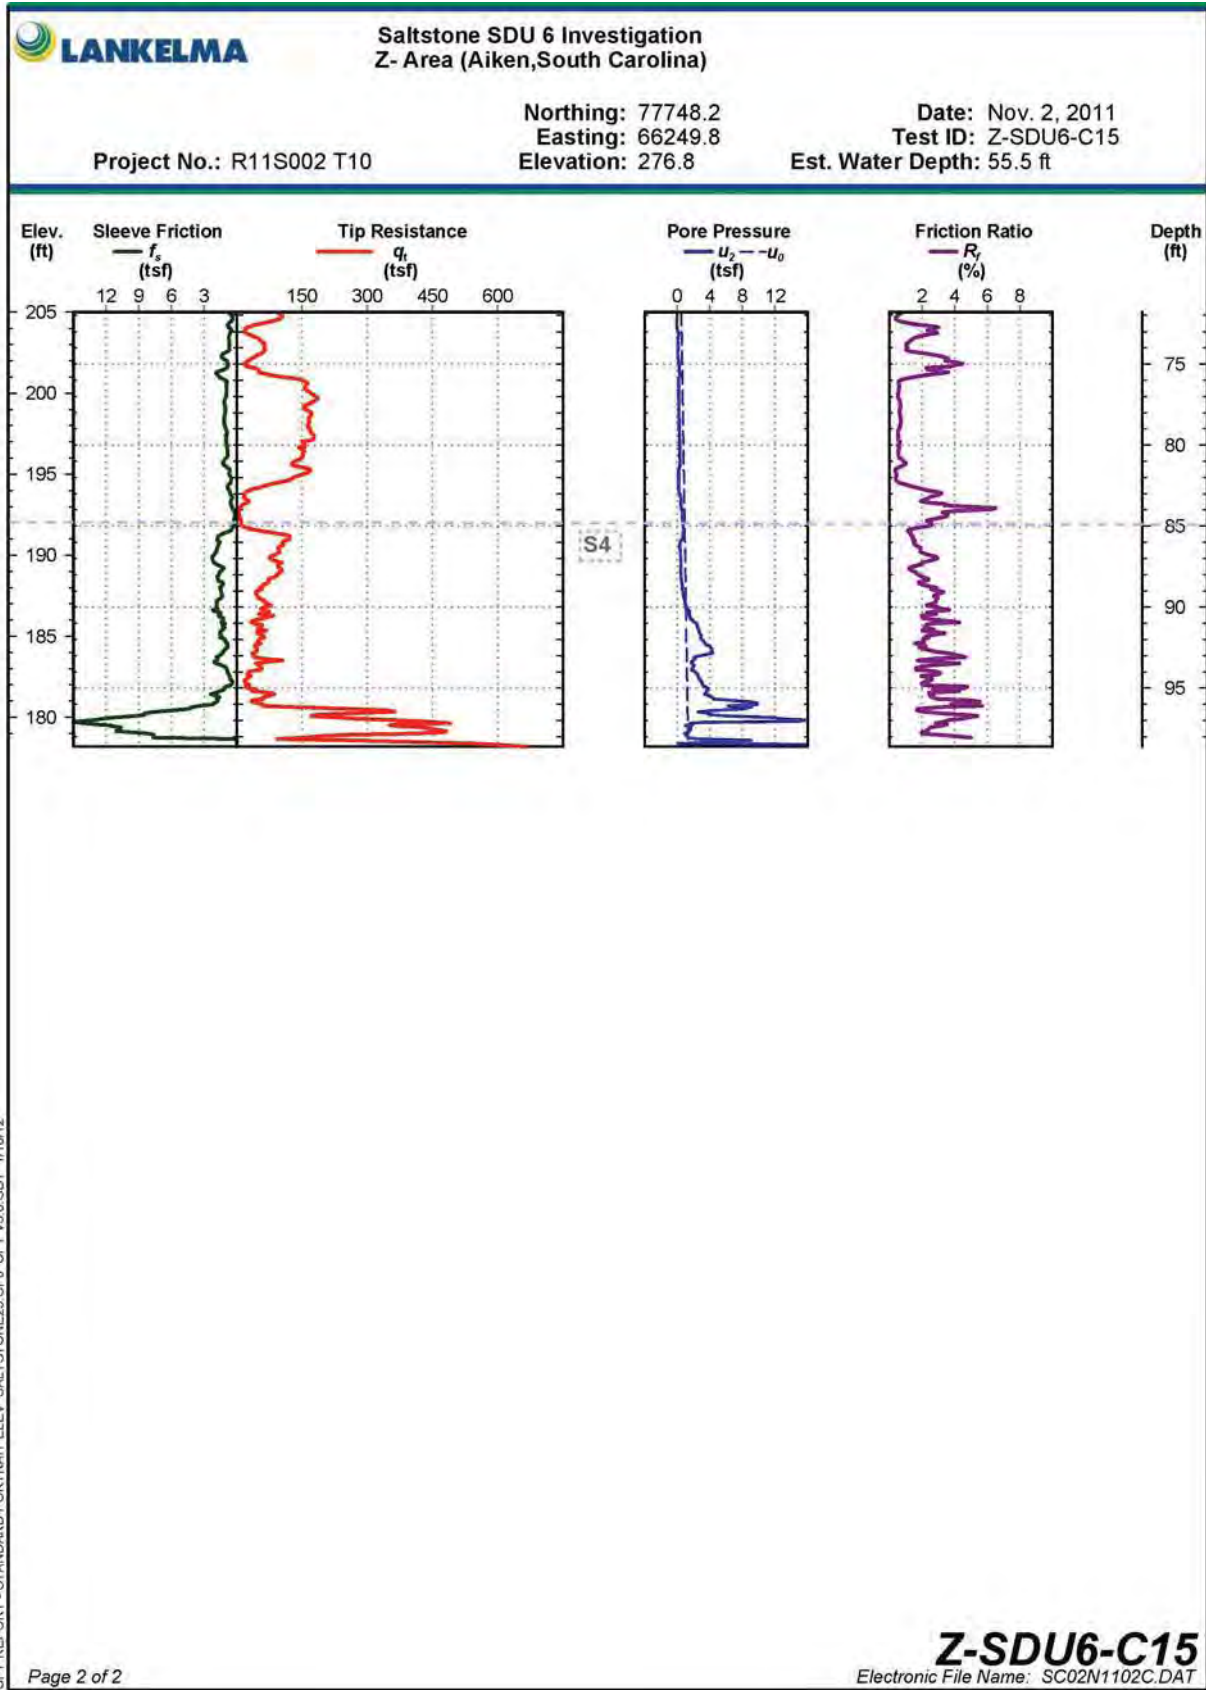 LANKELMA
Saltstone SDU 6 Investigation
Z- Area (Aiken,South Carolina)
Northing: 77748.2
Date: Nov. 2, 2011
Easting: 66249.8
Test ID: Z-SDU6-C15
Project No.: R11S002 T10
Elevation: 276.8
Est. Water Depth: 55.5 ft
Elev. (ft)
Sleeve Friction
fs
(tsf)
Tip Resistance
qt
(tsf)
Pore Pressure
u2 u0
(tsf)
Friction Ratio
Rf
(%)
Depth (ft)
12 9 6 3
150 300 450 600
0 4 8 12
2 4 6 8
205
200
195
190
185
180
S4
75
80
85
90
95
Z-SDU6-C15
Page 2 of 2
Electronic File Name: SC02N1102C.DAT